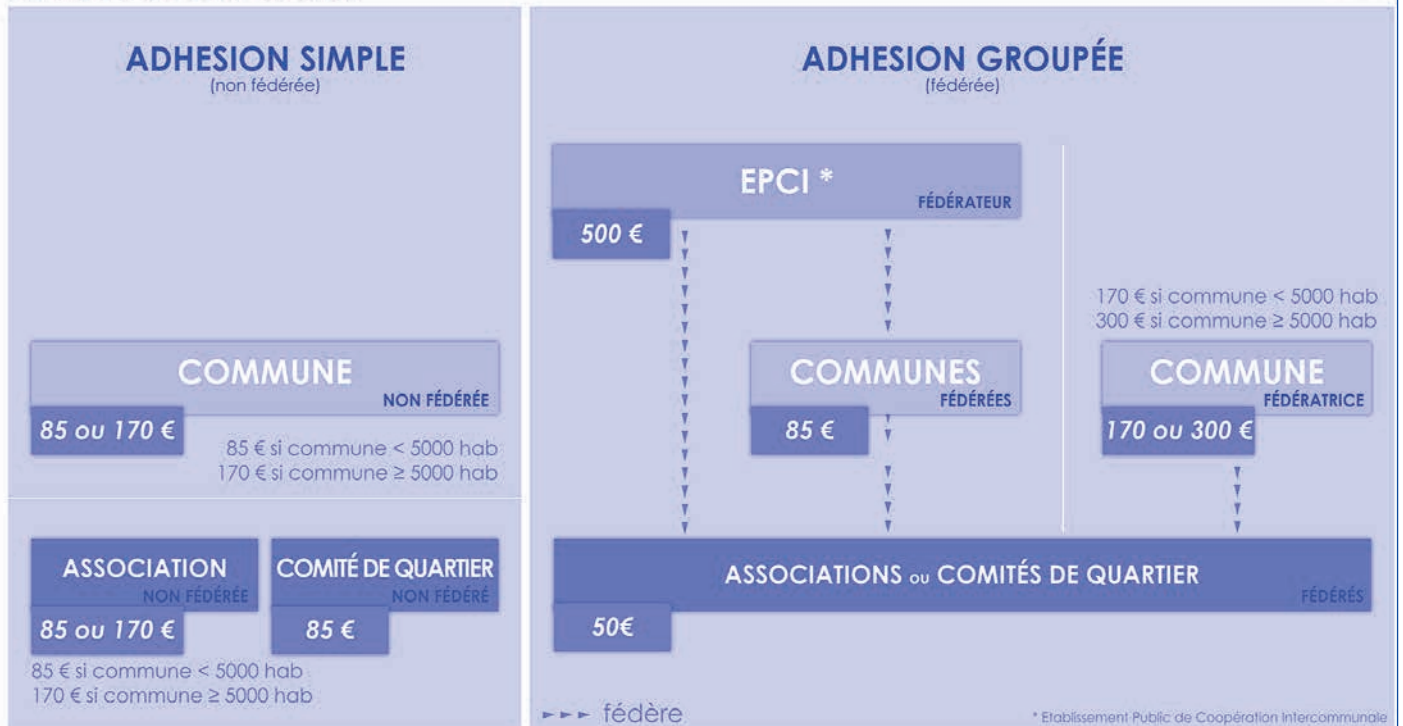 ADHESION SIMPLE
(non fédérée)
COMMUNE
NON FÉDÉRÉE
85 ou 170 €
85 € si commune < 5000 hab
170 € si commune ≥ 5000 hab
ASSOCIATION
NON FÉDÉRÉE
85 ou 170 €
COMITÉ DE QUARTIER
NON FÉDÉRÉ
85 €
85 € si commune < 5000 hab
170 € si commune ≥ 5000 hab
ADHESION GROUPÉE
(fédérée)
EPCI *
FÉDÉRATEUR
500 €
COMMUNES
FÉDÉRÉES
85 €
170 € si commune < 5000 hab
300 € si commune ≥ 5000 hab
COMMUNE
FÉDÉRATRICE
170 ou 300 €
ASSOCIATIONS ou COMITÉS DE QUARTIER
FÉDÉRÉS
50€
fédère
* Etablissement Public de Coopération Intercommunale